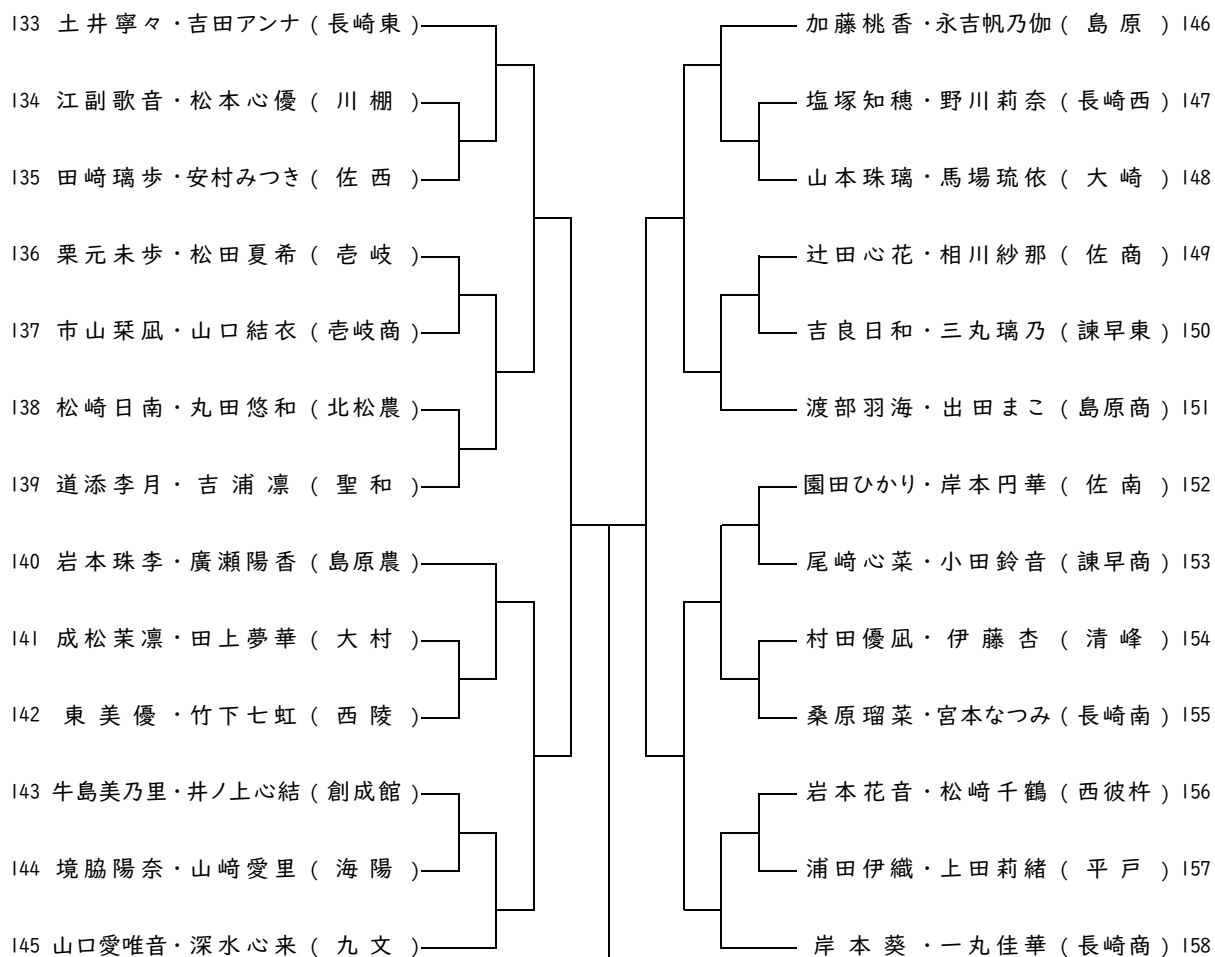 133 土井寧々・吉田アンナ (長崎東)
134 江副歌音・松本心優 (川棚)
135 田﨑璃歩・安村みつき (佐西)
136 栗元未歩・松田夏希 (壱岐)
137 市山栞凪・山口結衣 (壱岐商)
138 松崎日南・丸田悠和 (北松農)
139 道添李月・吉浦凛 (聖和)
140 岩本珠李・廣瀬陽香 (島原農)
141 成松茉凛・田上夢華 (大村)
142 東美優・竹下七虹 (西陵)
143 牛島美乃里・井ノ上心結 (創成館)
144 境脇陽奈・山﨑愛里 (海陽)
145 山口愛唯音・深水心来 (九文)
加藤桃香・永吉帆乃伽 (島原) 146
塩塚知穂・野川莉奈 (長崎西) 147
山本珠璃・馬場琉依 (大崎) 148
辻田心花・相川紗那 (佐商) 149
吉良日和・三丸璃乃 (諫早東) 150
渡部羽海・出田まこ (島原商) 151
園田ひかり・岸本円華 (佐南) 152
尾﨑心菜・小田鈴音 (諫早商) 153
村田優凪・伊藤杏 (清峰) 154
桑原瑠菜・宮本なつみ (長崎南) 155
岩本花音・松﨑千鶴 (西彼杵) 156
浦田伊織・上田莉緒 (平戸) 157
岸本葵・一丸佳華 (長崎商) 158